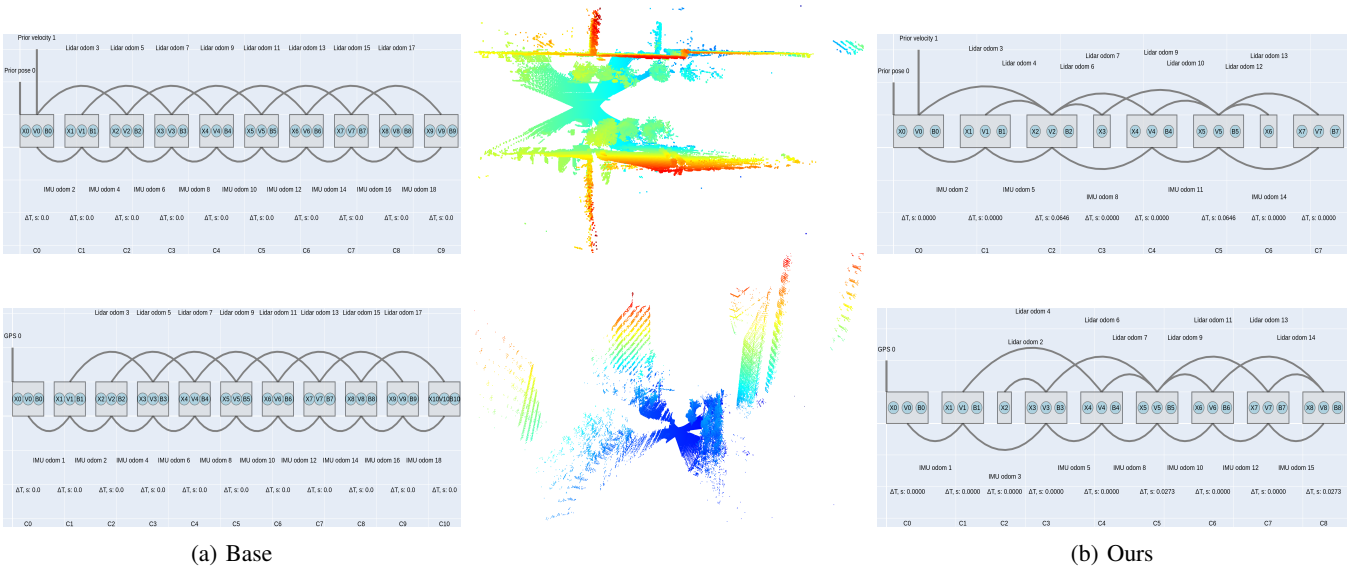 Prior velocity 1
Lidar odom 3 Lidar odom 5 Lidar odom 7 Lidar odom 9 Lidar odom 11 Lidar odom 13 Lidar odom 15 Lidar odom 17
Prior pose 0
X0 V0 B0 X1 V1 B1 X2 V2 B2 X3 V3 B3 X4 V4 B4 X5 V5 B5 X6 V6 B6 X7 V7 B7 X8 V8 B8 X9 V9 B9
IMU odom 2 IMU odom 4 IMU odom 6 IMU odom 8 IMU odom 10 IMU odom 12 IMU odom 14 IMU odom 16 IMU odom 18
ΔT, s: 0.0 ΔT, s: 0.0 ΔT, s: 0.0 ΔT, s: 0.0 ΔT, s: 0.0 ΔT, s: 0.0 ΔT, s: 0.0 ΔT, s: 0.0 ΔT, s: 0.0 ΔT, s: 0.0
C0 C1 C2 C3 C4 C5 C6 C7 C8 C9
Lidar odom 3 Lidar odom 5 Lidar odom 7 Lidar odom 9 Lidar odom 11 Lidar odom 13 Lidar odom 15 Lidar odom 17
GPS 0
X0 V0 B0 X1 V1 B1 X2 V2 B2 X3 V3 B3 X4 V4 B4 X5 V5 B5 X6 V6 B6 X7 V7 B7 X8 V8 B8 X9 V9 B9 X10 V10 B10
IMU odom 1 IMU odom 2 IMU odom 4 IMU odom 6 IMU odom 8 IMU odom 10 IMU odom 12 IMU odom 14 IMU odom 16 IMU odom 18
ΔT, s: 0.0 ΔT, s: 0.0 ΔT, s: 0.0 ΔT, s: 0.0 ΔT, s: 0.0 ΔT, s: 0.0 ΔT, s: 0.0 ΔT, s: 0.0 ΔT, s: 0.0 ΔT, s: 0.0 ΔT, s: 0.0
C0 C1 C2 C3 C4 C5 C6 C7 C8 C9 C10
(a) Base
Prior velocity 1
Lidar odom 3 Lidar odom 9
Lidar odom 7 Lidar odom 13
Lidar odom 4 Lidar odom 10
Lidar odom 6 Lidar odom 12
Prior pose 0
X0 V0 B0 X1 V1 B1 X2 V2 B2 X3 X4 V4 B4 X5 V5 B5 X6 X7 V7 B7
IMU odom 2 IMU odom 5 IMU odom 11
IMU odom 8 IMU odom 14
ΔT, s: 0.0000 ΔT, s: 0.0000 ΔT, s: 0.0646 ΔT, s: 0.0000 ΔT, s: 0.0000 ΔT, s: 0.0646 ΔT, s: 0.0000 ΔT, s: 0.0000
C0 C1 C2 C3 C4 C5 C6 C7
Lidar odom 4
Lidar odom 6 Lidar odom 11 Lidar odom 13
Lidar odom 2 Lidar odom 7 Lidar odom 9 Lidar odom 14
GPS 0
X0 V0 B0 X1 V1 B1 X2 X3 V3 B3 X4 V4 B4 X5 V5 B5 X6 V6 B6 X7 V7 B7 X8 V8 B8
IMU odom 1 IMU odom 5 IMU odom 8 IMU odom 10 IMU odom 12 IMU odom 15
IMU odom 3
ΔT, s: 0.0000 ΔT, s: 0.0000 ΔT, s: 0.0000 ΔT, s: 0.0000 ΔT, s: 0.0000 ΔT, s: 0.0273 ΔT, s: 0.0000 ΔT, s: 0.0000 ΔT, s: 0.0273
C0 C1 C2 C3 C4 C5 C6 C7 C8
(b) Ours